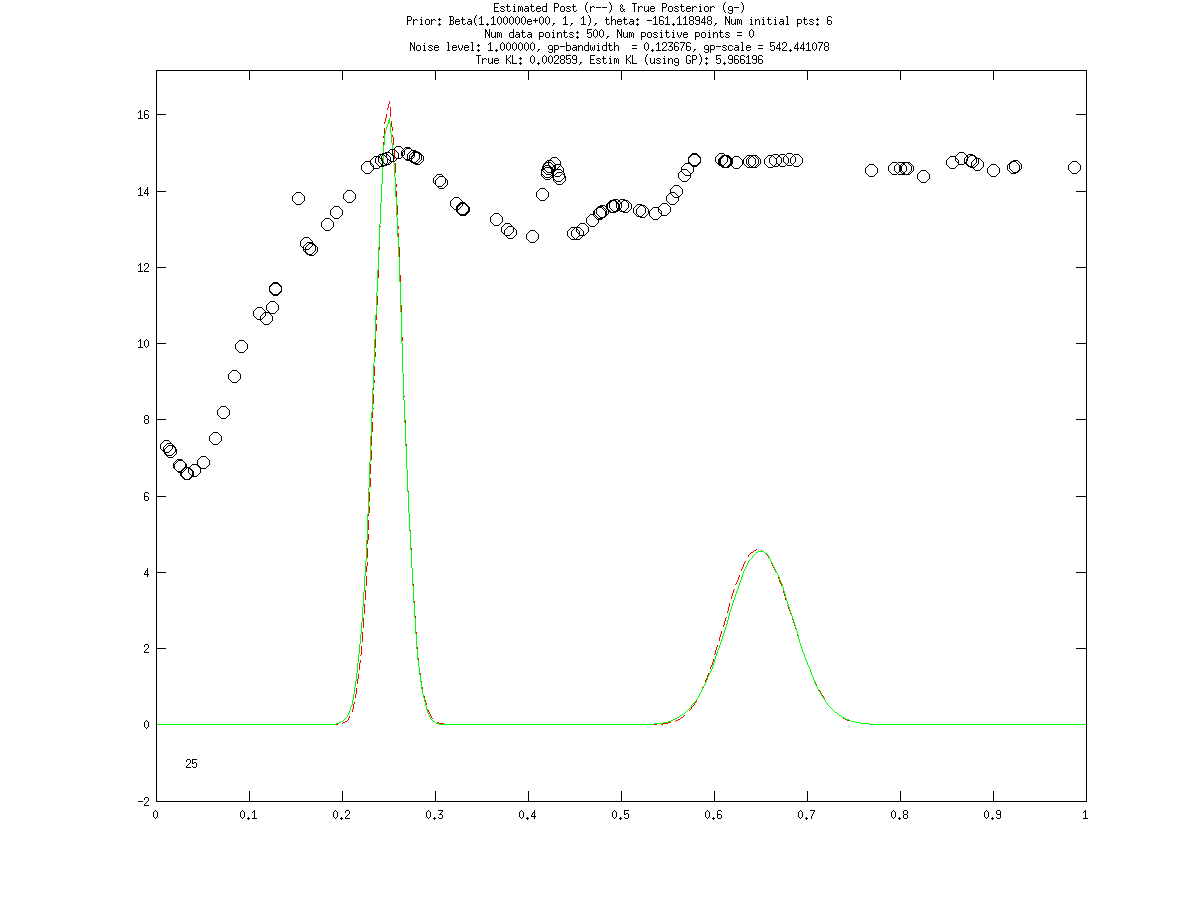 Estimated Post (r--) & True Posterior (g-)
Prior: Beta(1.100000e+00, 1, 1), theta: -161.118948, Num initial pts: 6
Num data points: 500, Num positive points = 0
Noise level: 1.000000, gp-bandwidth  = 0.123676, gp-scale = 542.441078
True KL: 0.002859, Estim KL (using GP): 5.966196
16
14
12
10
8
6
4
2
0
25
-2
0 0.1 0.2 0.3 0.4 0.5 0.6 0.7 0.8 0.9 1